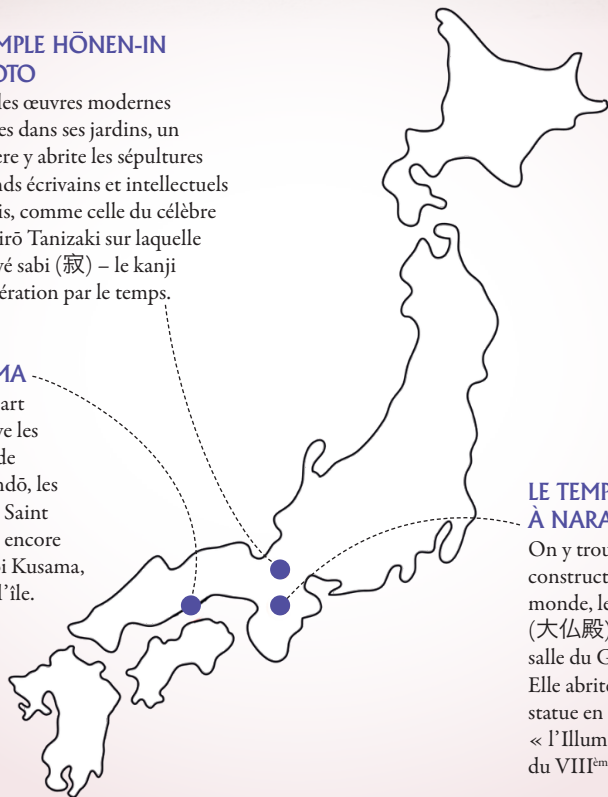 MPLE HŌNEN-IN
OTO
les œuvres modernes
es dans ses jardins, un
ère y abrite les sépultures
nds écrivains et intellectuels
is, comme celle du célèbre
irō Tanizaki sur laquelle
vé sabi (寂) – le kanji
ération par le temps.
MA
art
ve les
de
ndō, les
Saint
encore
oi Kusama,
l’île.
LE TEMP
À NARA
On y trou
construct
monde, le
(大仏殿)
salle du G
Elle abrite
statue en
« l’Illum
du VIIIèm